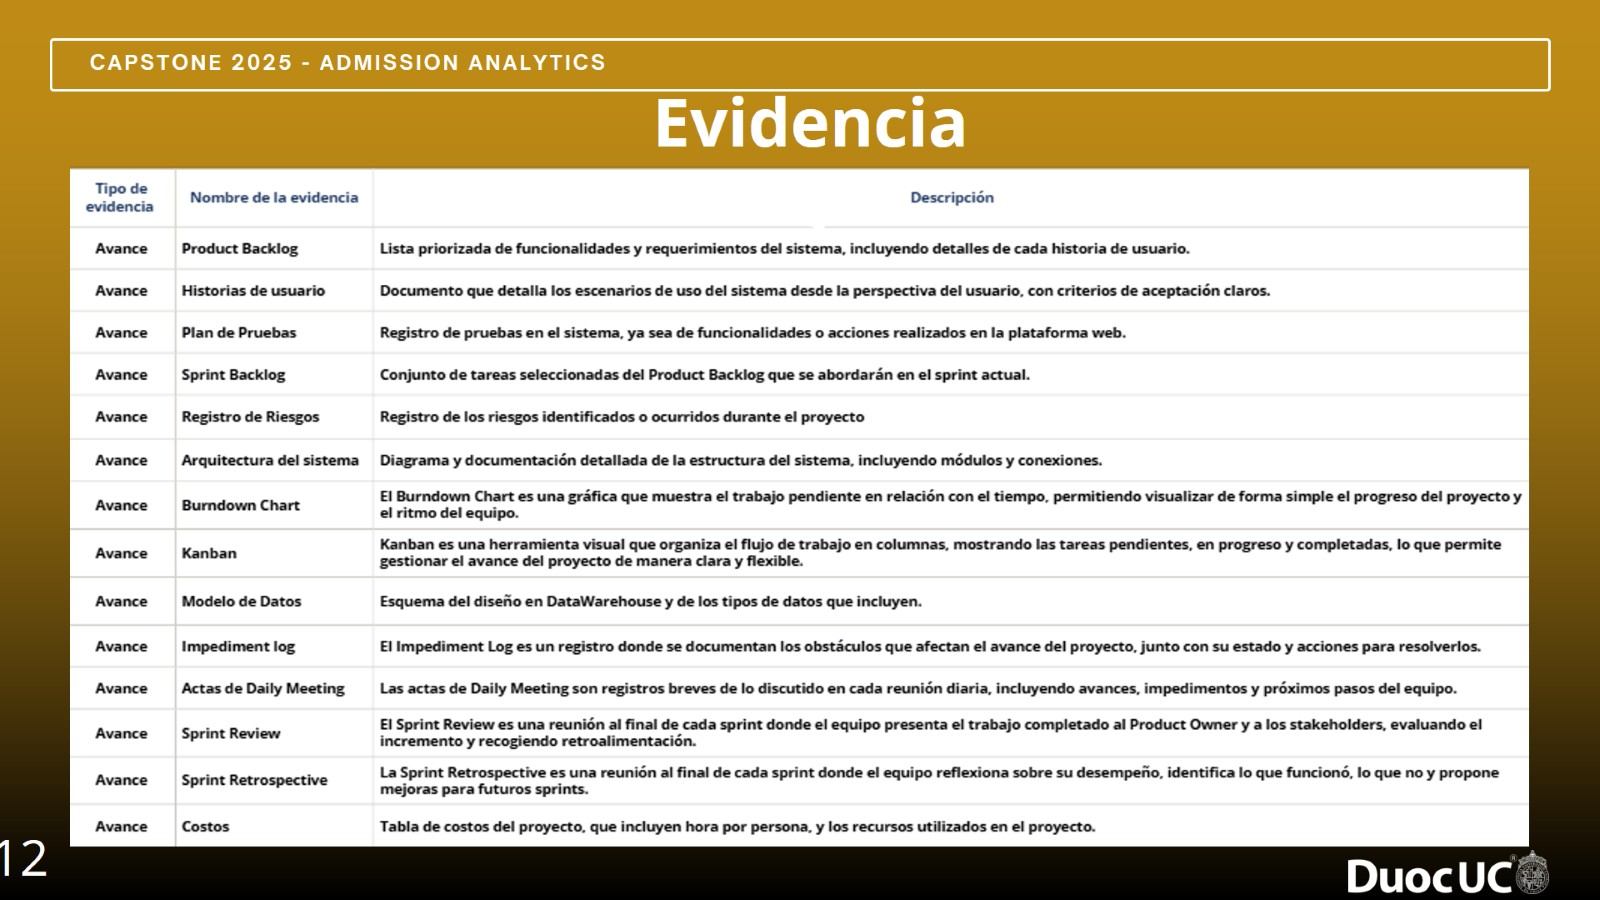 CAPSTONE 2025 - ADMISSION ANALYTICS
Evidencia
Tipo de evidencia Nombre de la evidencia Descripción
Avance Product Backlog Lista priorizada de funcionalidades y requerimientos del sistema, incluyendo detalles de cada historia de usuario.
Avance Historias de usuario Documento que detalla los escenarios de uso del sistema desde la perspectiva del usuario, con criterios de aceptación claros.
Avance Plan de Pruebas Registro de pruebas en el sistema, ya sea de funcionalidades o acciones realizados en la plataforma web.
Avance Sprint Backlog Conjunto de tareas seleccionadas del Product Backlog que se abordarán en el sprint actual.
Avance Registro de Riesgos Registro de los riesgos identificados o ocurridos durante el proyecto
Avance Arquitectura del sistema Diagrama y documentación detallada de la estructura del sistema, incluyendo módulos y conexiones.
Avance Burndown Chart El Burndown Chart es una gráfica que muestra el trabajo pendiente en relación con el tiempo, permitiendo visualizar de forma simple el progreso del proyecto y
el ritmo del equipo.
Avance Kanban Kanban es una herramienta visual que organiza el flujo de trabajo en columnas, mostrando las tareas pendientes, en progreso y completadas, lo que permite
gestionar el avance del proyecto de manera clara y flexible.
Avance Modelo de Datos Esquema del diseño en DataWarehouse y de los tipos de datos que incluyen.
Avance Impediment log El Impediment Log es un registro donde se documentan los obstáculos que afectan el avance del proyecto, junto con su estado y acciones para resolverlos.
Avance Actas de Daily Meeting Las actas de Daily Meeting son registros breves de lo discutido en cada reunión diaria, incluyendo avances, impedimentos y próximos pasos del equipo.
Avance Sprint Review El Sprint Review es una reunión al final de cada sprint donde el equipo presenta el trabajo completado al Product Owner y a los stakeholders, evaluando el
incremento y recogiendo retroalimentación.
Avance Sprint Retrospective La Sprint Retrospective es una reunión al final de cada sprint donde el equipo reflexiona sobre su desempeño, identifica lo que funcionó, lo que no y propone
mejoras para futuros sprints.
Avance Costos Tabla de costos del proyecto, que incluyen hora por persona, y los recursos utilizados en el proyecto.
12
Duoc UC®